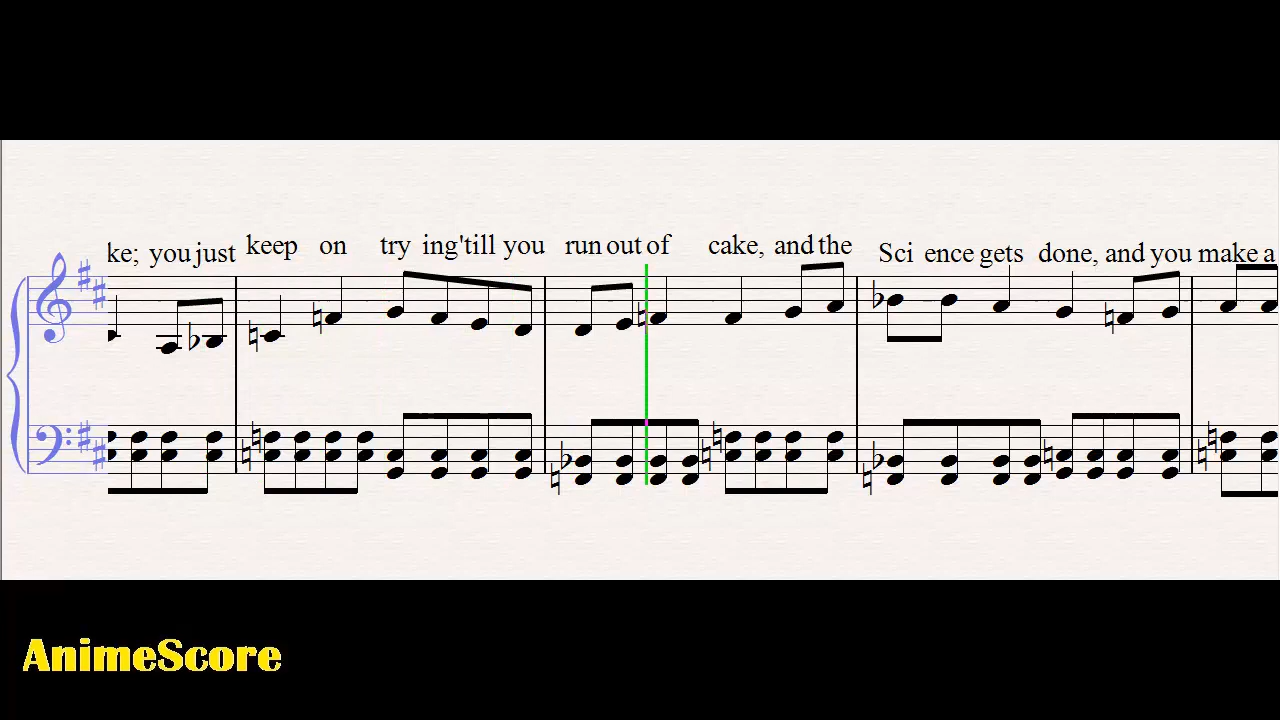 ke; you just keep on try ing 'till you run out of cake, and the Sci ence gets done, and you make a
AnimeScore